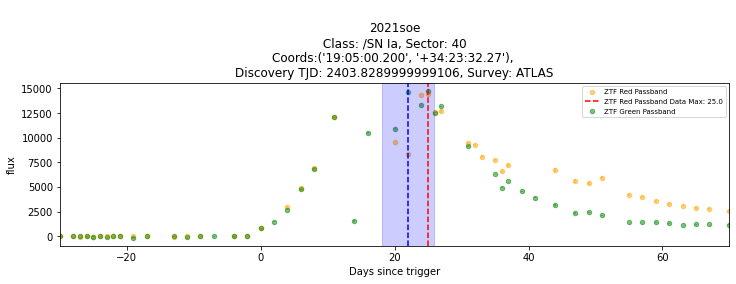 2021soe
Class: /SN Ia, Sector: 40
Coords:('19:05:00.200', '+34:23:32.27'),
Discovery TJD: 2403.8289999999106, Survey: ATLAS
15000
12500
10000
7500
5000
2500
0
flux
ZTF Red Passband
ZTF Red Passband Data Max: 25.0
ZTF Green Passband
−20
0
20
40
60
Days since trigger